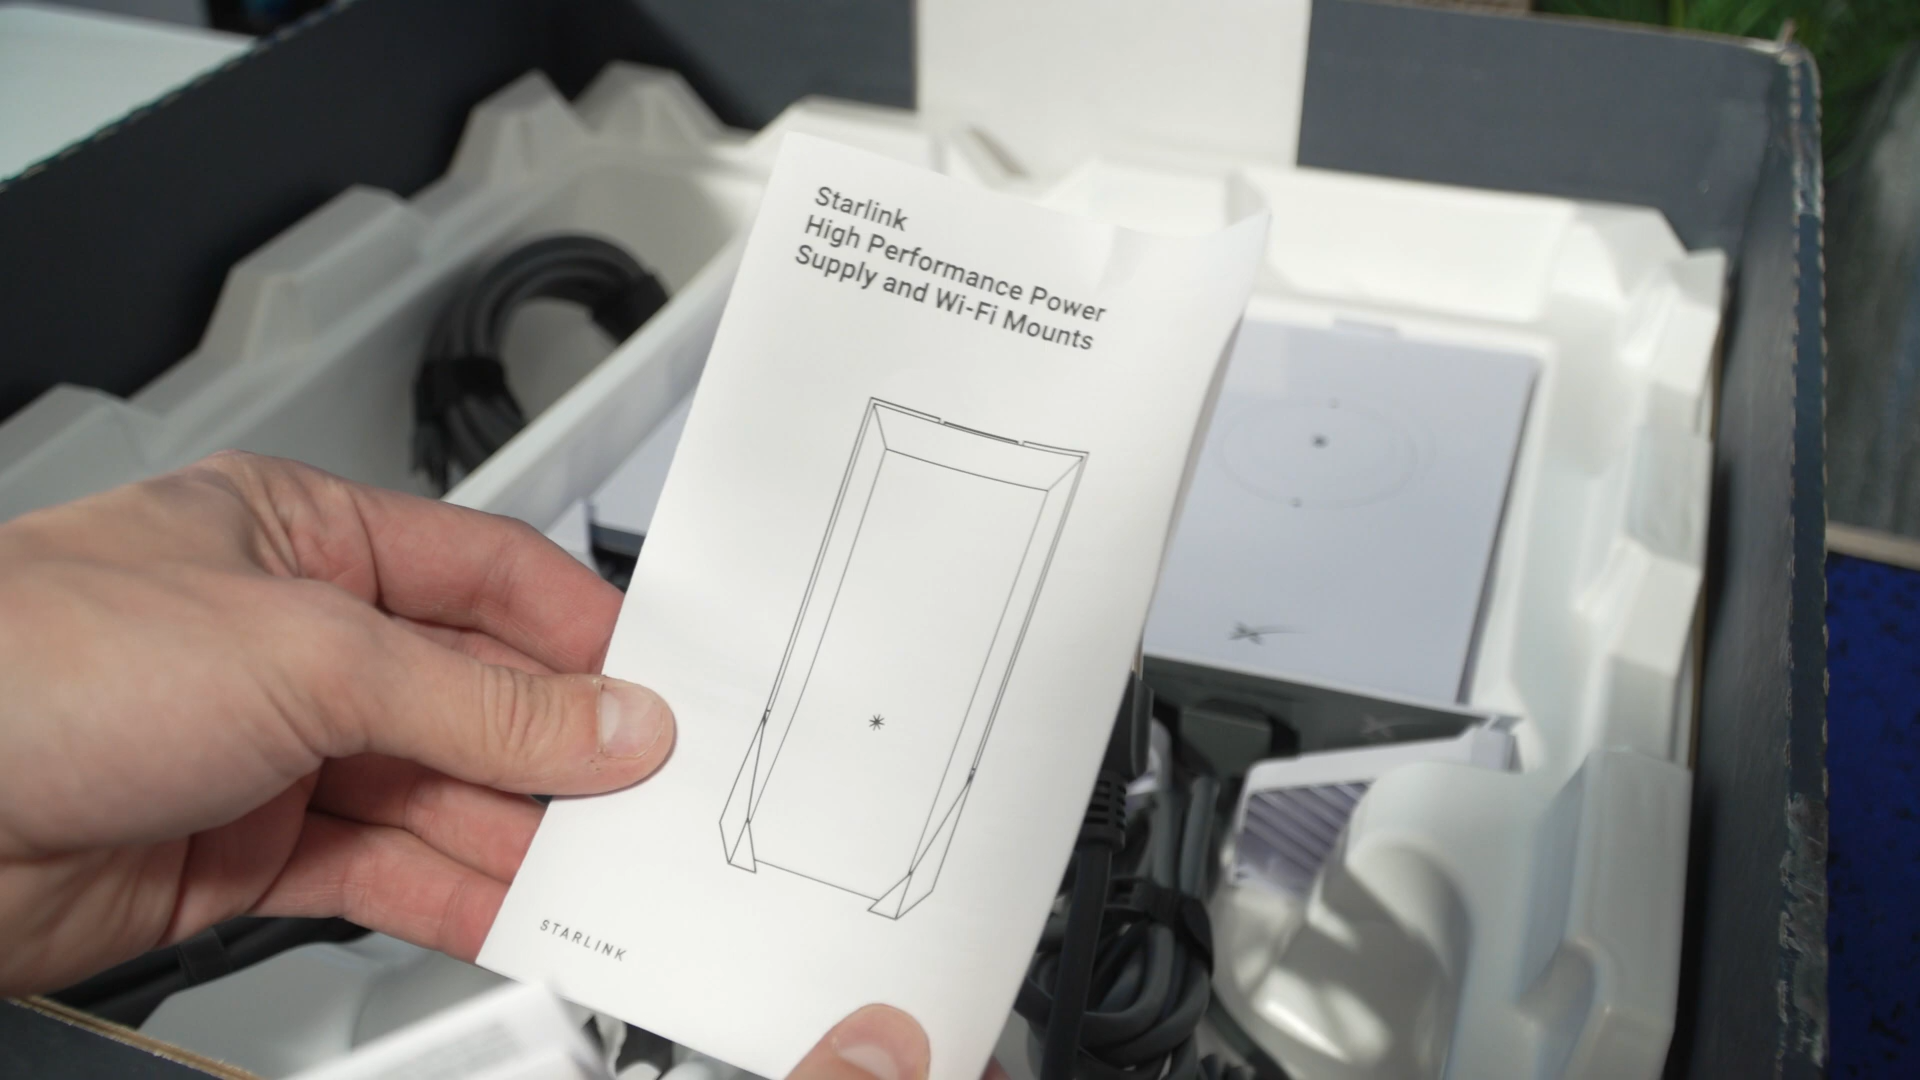 Starlink
High Performance Power
Supply and Wi-Fi Mounts
STARLINK